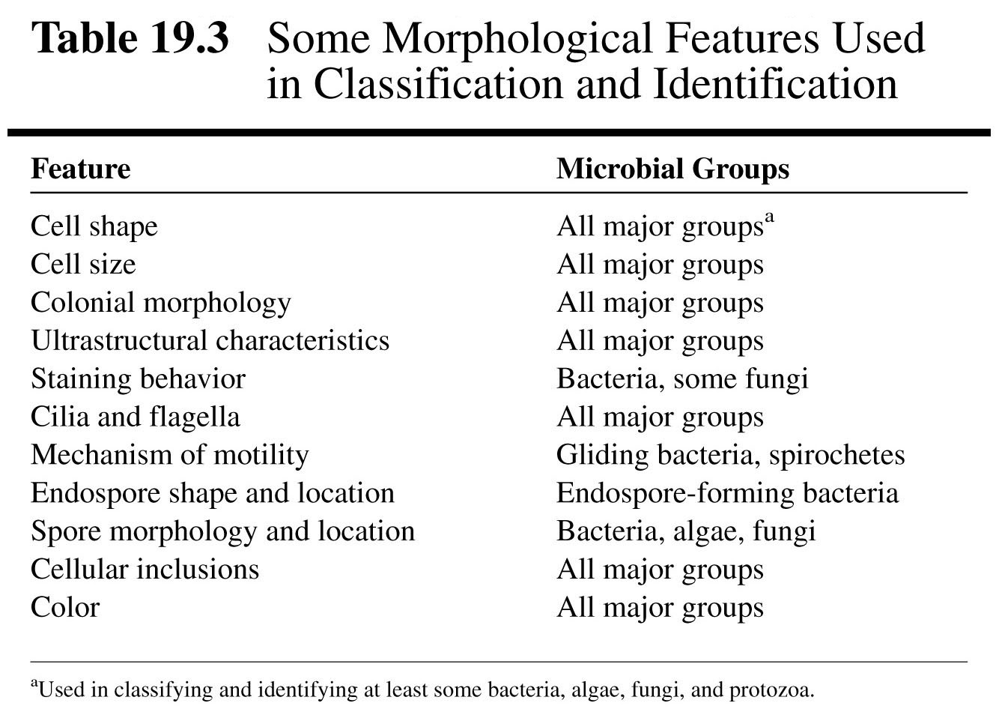 Table 19.3 Some Morphological Features Used
in Classification and Identification
Feature Microbial Groups
Cell shape All major groupsᵃ
Cell size All major groups
Colonial morphology All major groups
Ultrastructural characteristics All major groups
Staining behavior Bacteria, some fungi
Cilia and flagella All major groups
Mechanism of motility Gliding bacteria, spirochetes
Endospore shape and location Endospore-forming bacteria
Spore morphology and location Bacteria, algae, fungi
Cellular inclusions All major groups
Color All major groups
ᵃUsed in classifying and identifying at least some bacteria, algae, fungi, and protozoa.